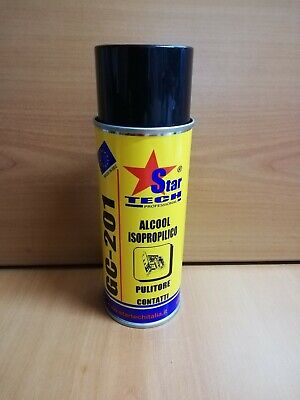 Star
®
TECH
PROFESSIONAL
ALCOOL
ISOPROPILICO
PULITORE
CONTATTI
GC-201
www.startechitalia.it